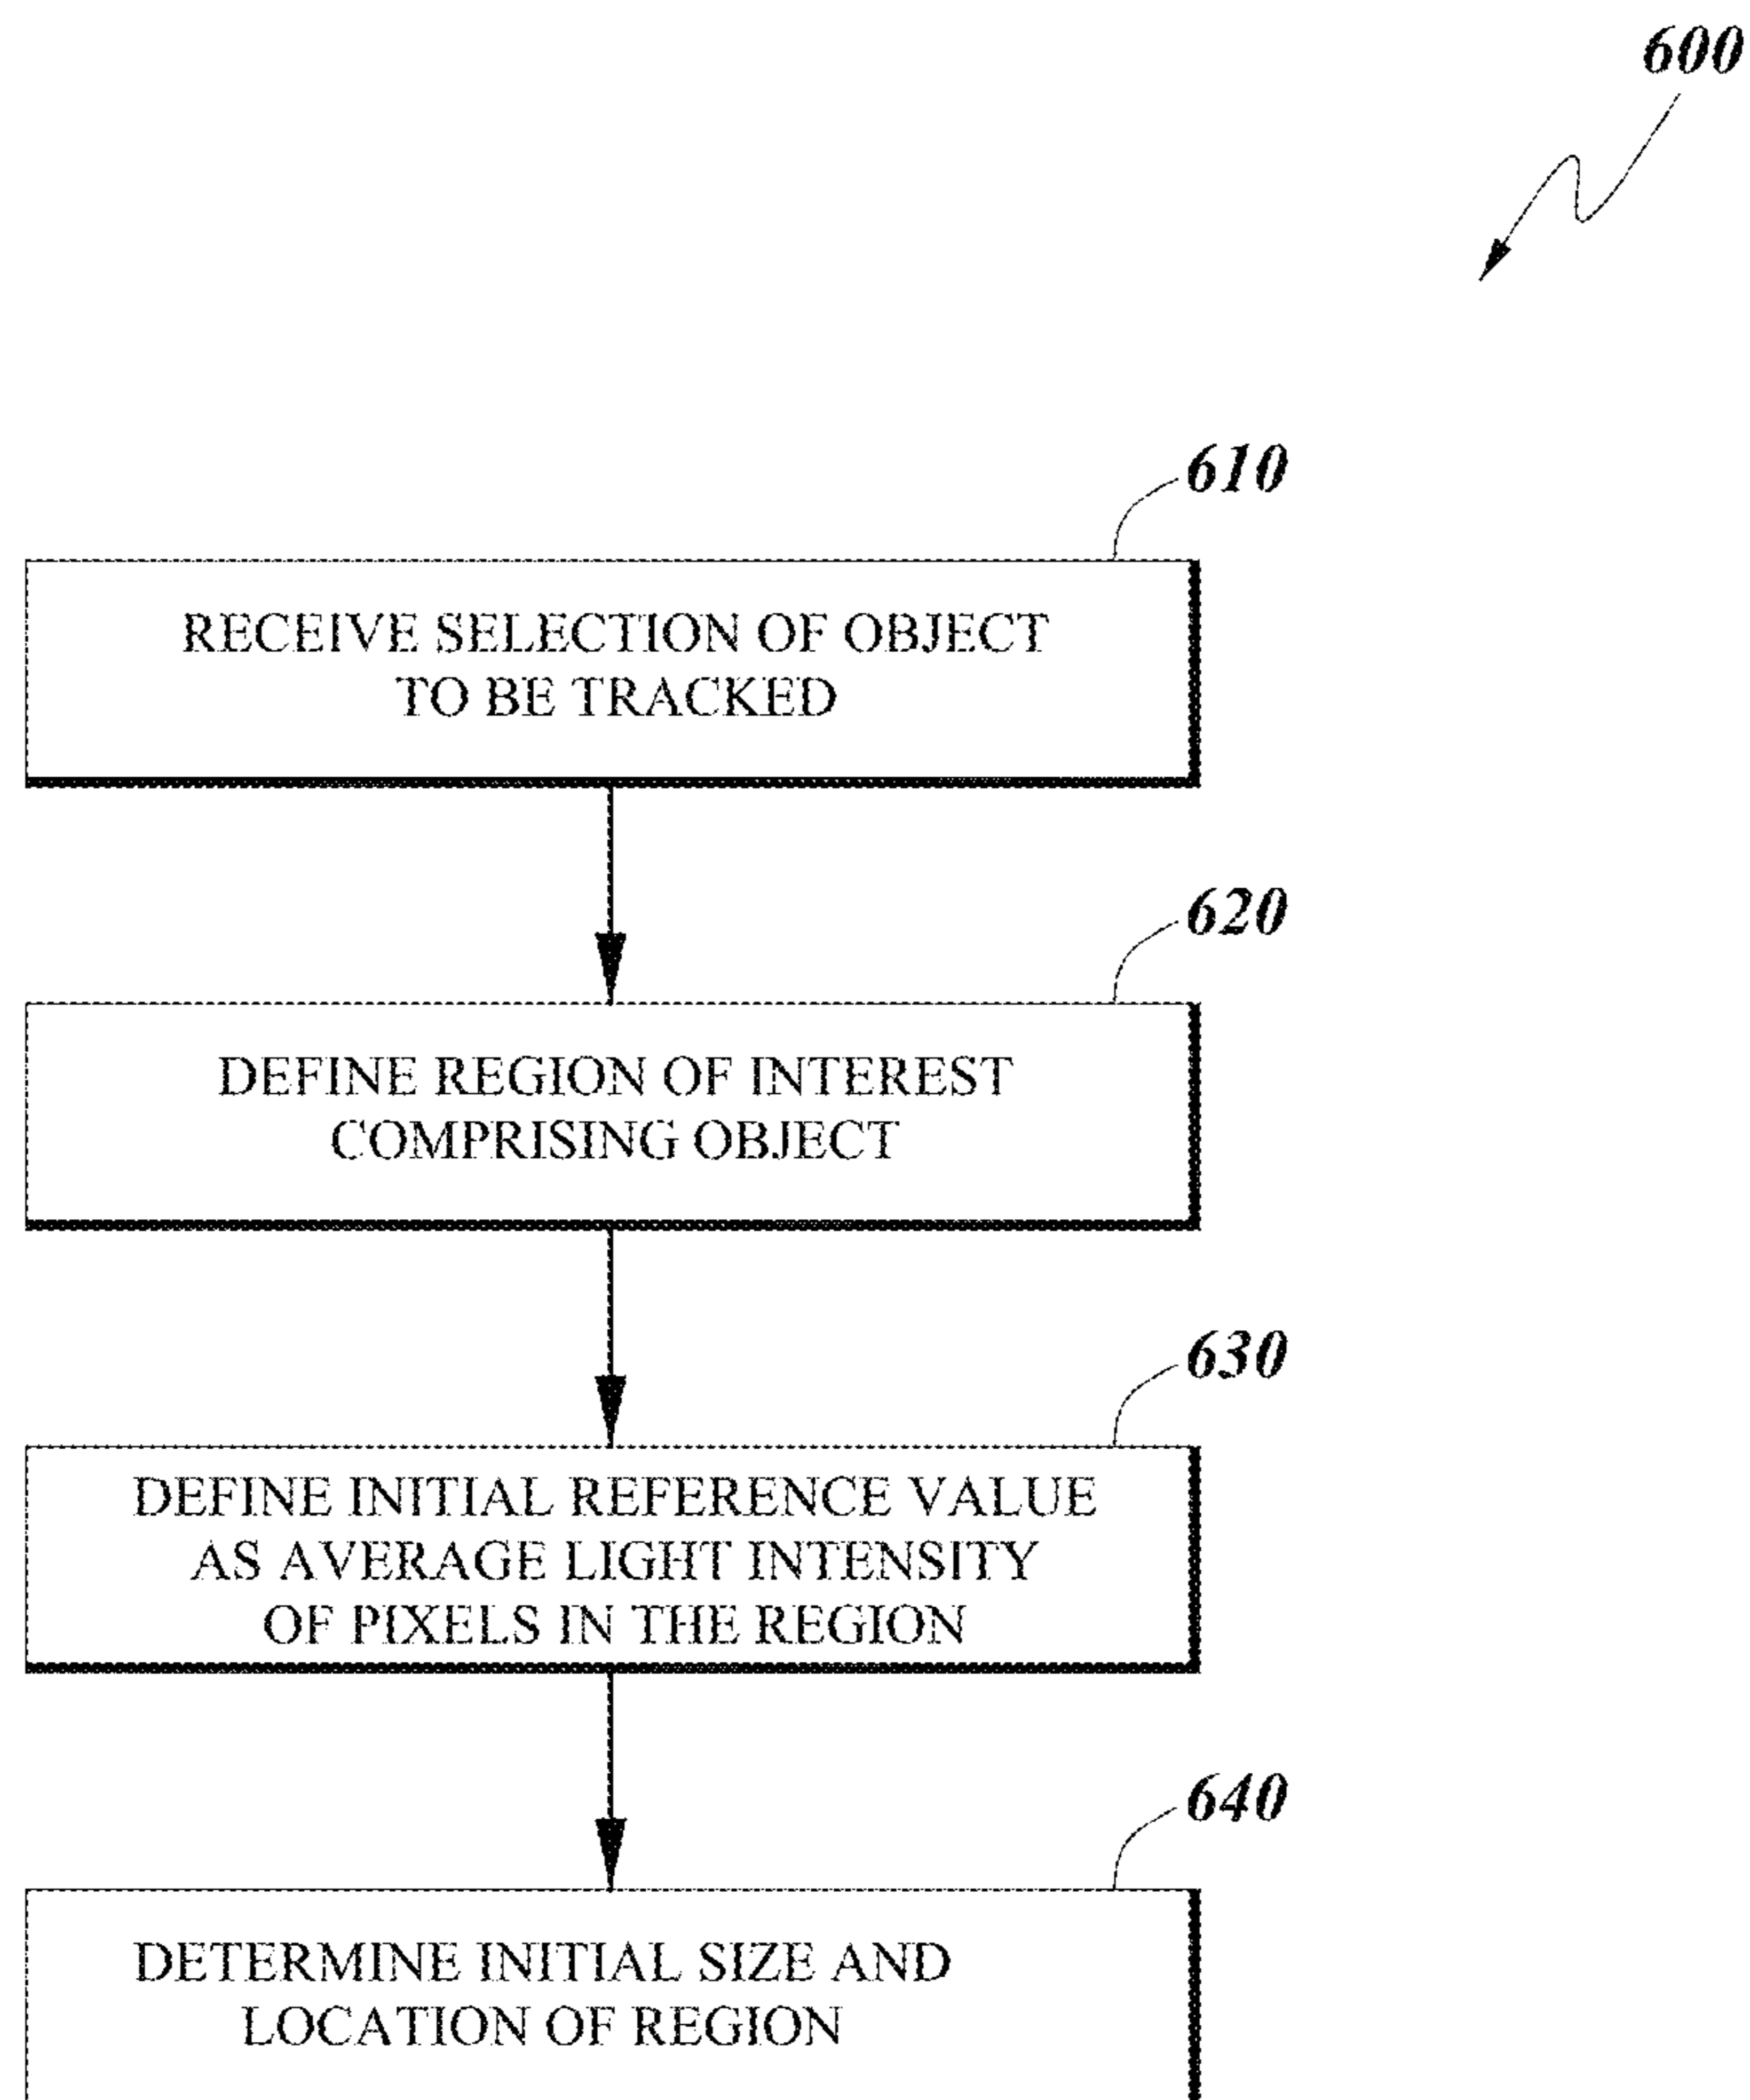 600
610
RECEIVE SELECTION OF OBJECT
TO BE TRACKED
620
DEFINE REGION OF INTEREST
COMPRISING OBJECT
630
DEFINE INITIAL REFERENCE VALUE
AS AVERAGE LIGHT INTENSITY
OF PIXELS IN THE REGION
640
DETERMINE INITIAL SIZE AND
LOCATION OF REGION